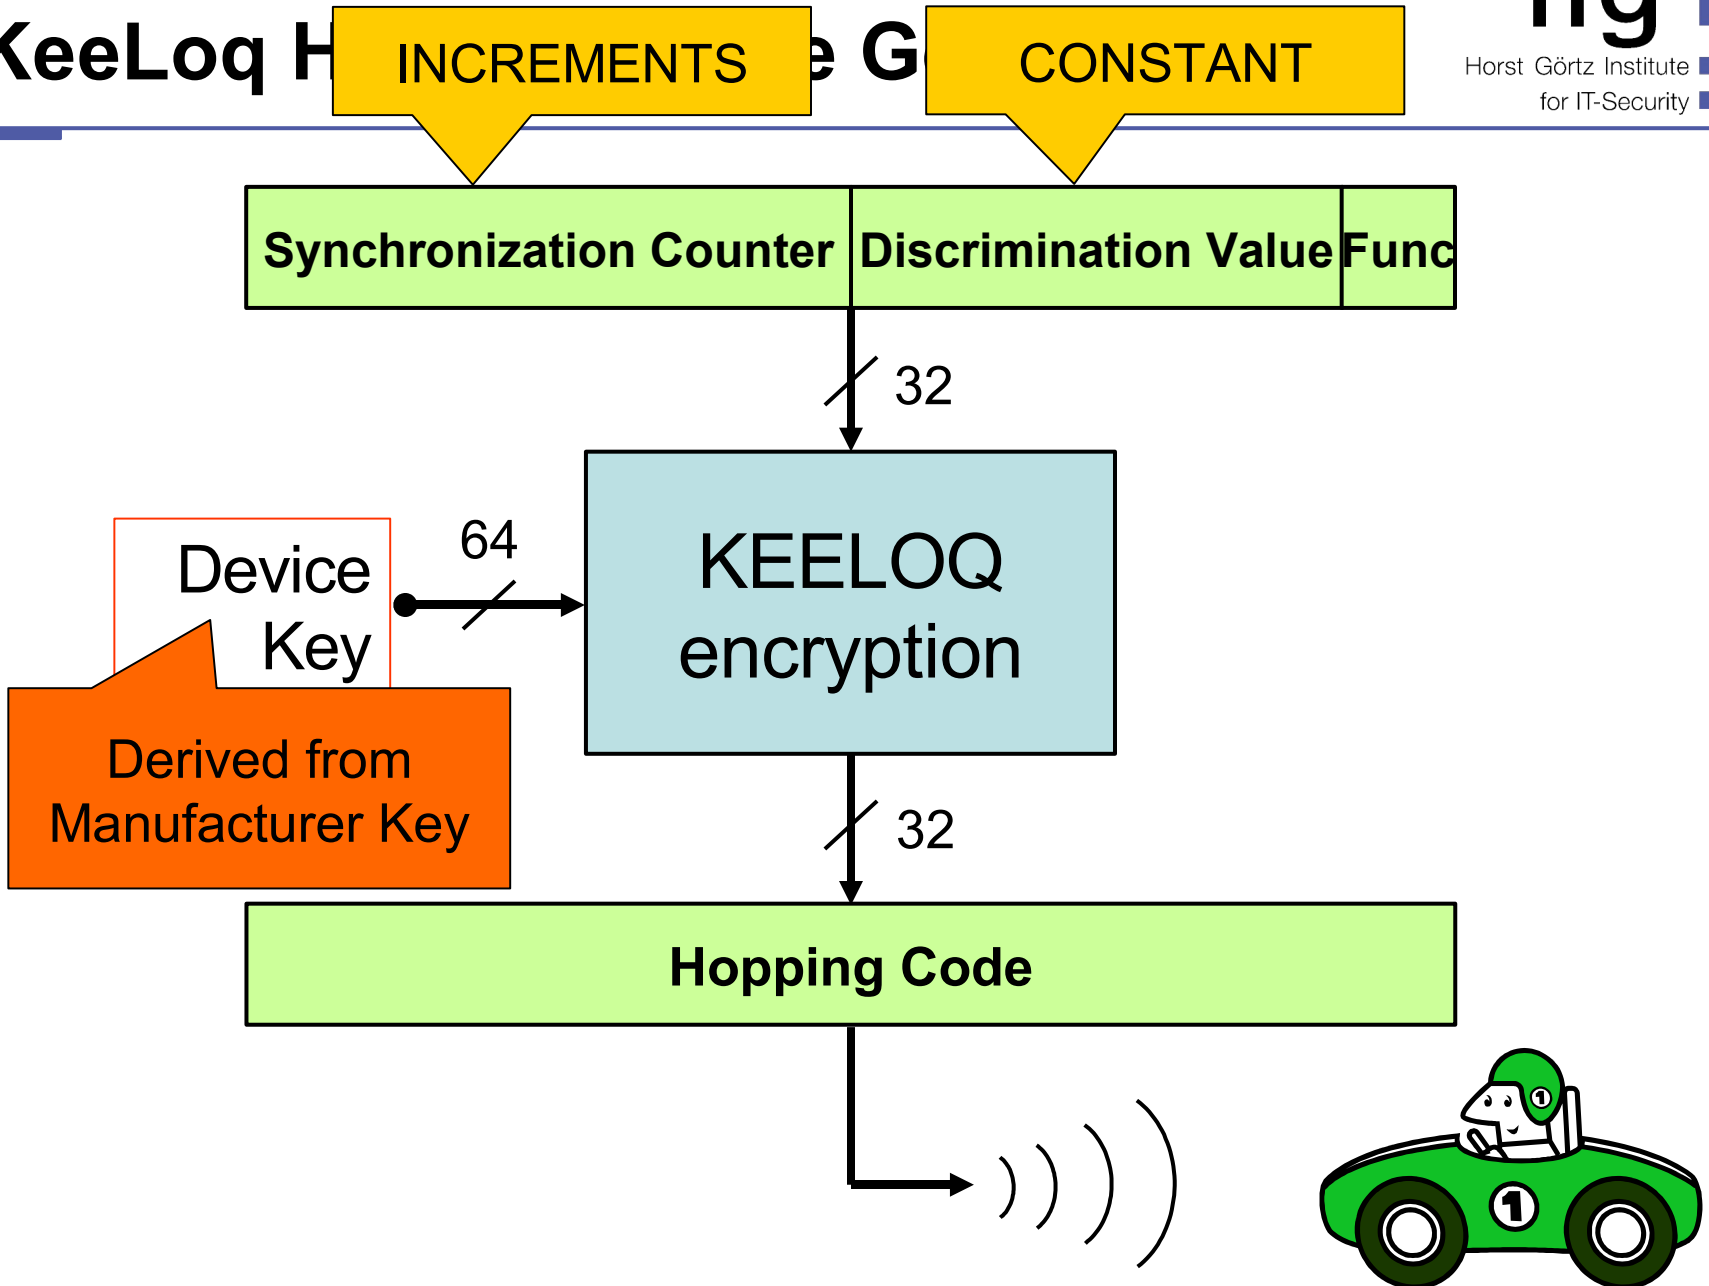 KeeLoq H
e G
INCREMENTS
CONSTANT
Horst Görtz Institute
for IT-Security
Synchronization Counter
Discrimination Value
Func
32
64
Device
Key
KEELOQ
encryption
Derived from
Manufacturer Key
32
Hopping Code
1
1